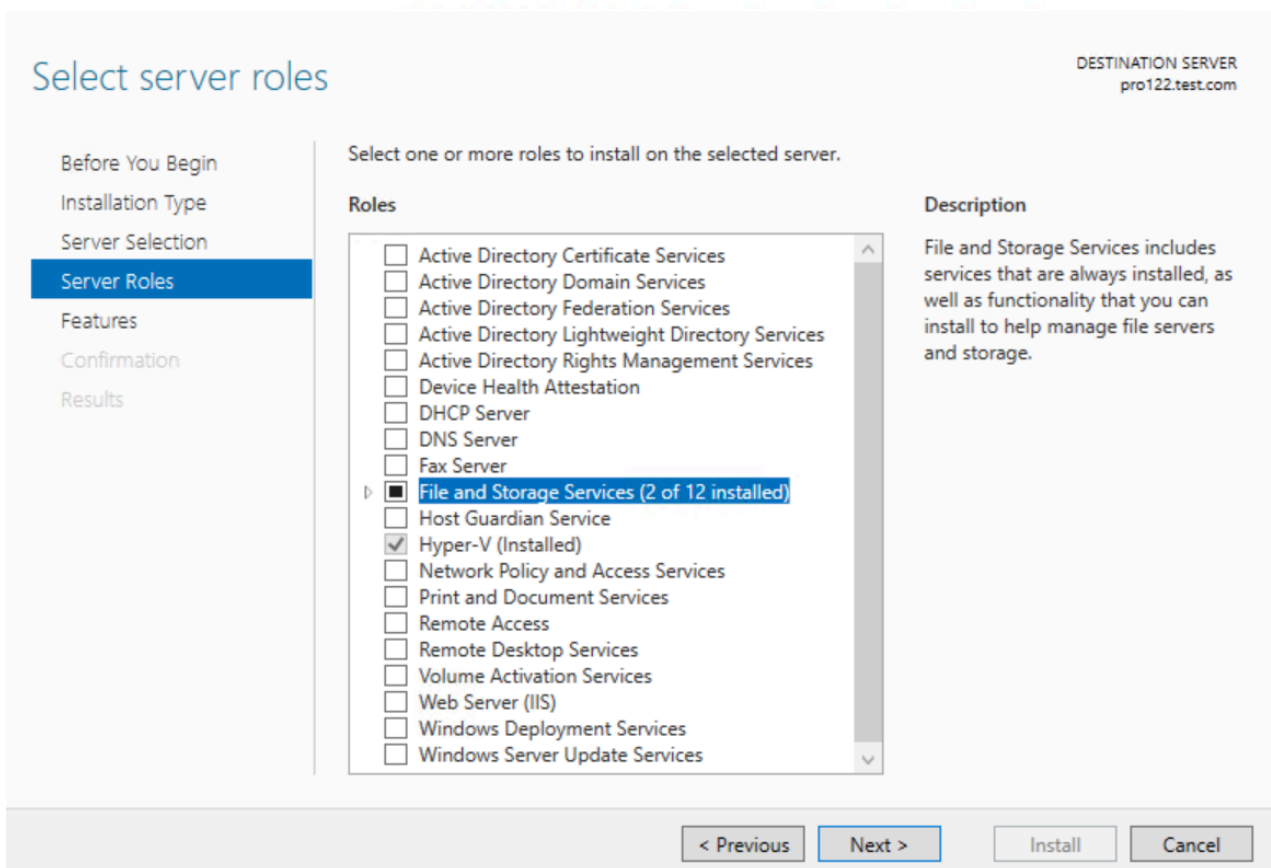 Select server roles
DESTINATION SERVER
pro122.test.com
Before You Begin
Installation Type
Server Selection
Server Roles
Features
Confirmation
Results
Select one or more roles to install on the selected server.
Roles
Active Directory Certificate Services
Active Directory Domain Services
Active Directory Federation Services
Active Directory Lightweight Directory Services
Active Directory Rights Management Services
Device Health Attestation
DHCP Server
DNS Server
Fax Server
File and Storage Services (2 of 12 installed)
Host Guardian Service
Hyper-V (Installed)
Network Policy and Access Services
Print and Document Services
Remote Access
Remote Desktop Services
Volume Activation Services
Web Server (IIS)
Windows Deployment Services
Windows Server Update Services
Description
File and Storage Services includes
services that are always installed, as
well as functionality that you can
install to help manage file servers
and storage.
< Previous
Next >
Install
Cancel